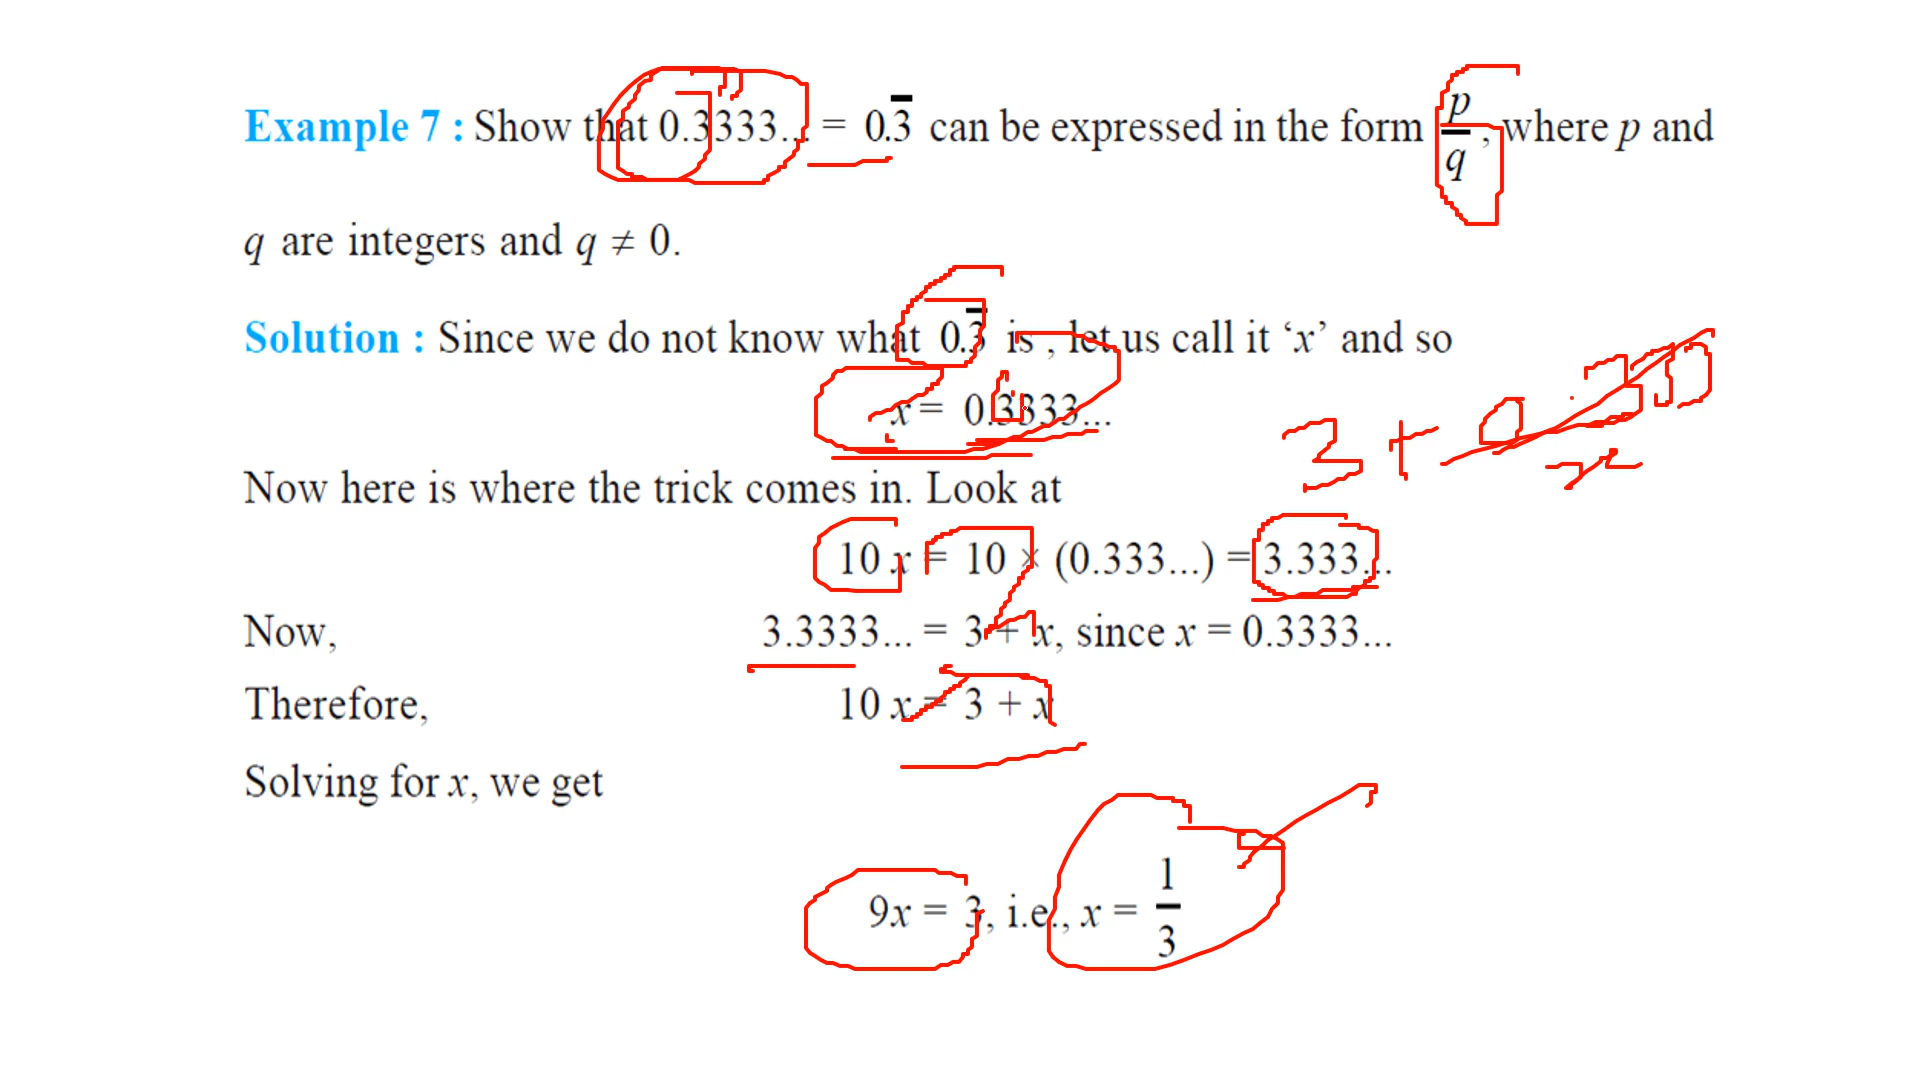 Example 7 : Show that 0.3333... = 0.3̅ can be expressed in the form p/q, where p and
q are integers and q ≠ 0.
Solution : Since we do not know what 0.3̅ is, let us call it ‘x’ and so
x = 0.3333...
3 +
x
Now here is where the trick comes in. Look at
10 x = 10 × (0.333...) = 3.333...
Now, 3.3333... = 3 + x, since x = 0.3333...
Therefore, 10 x = 3 + x
Solving for x, we get
9x = 3, i.e., x = 1/3